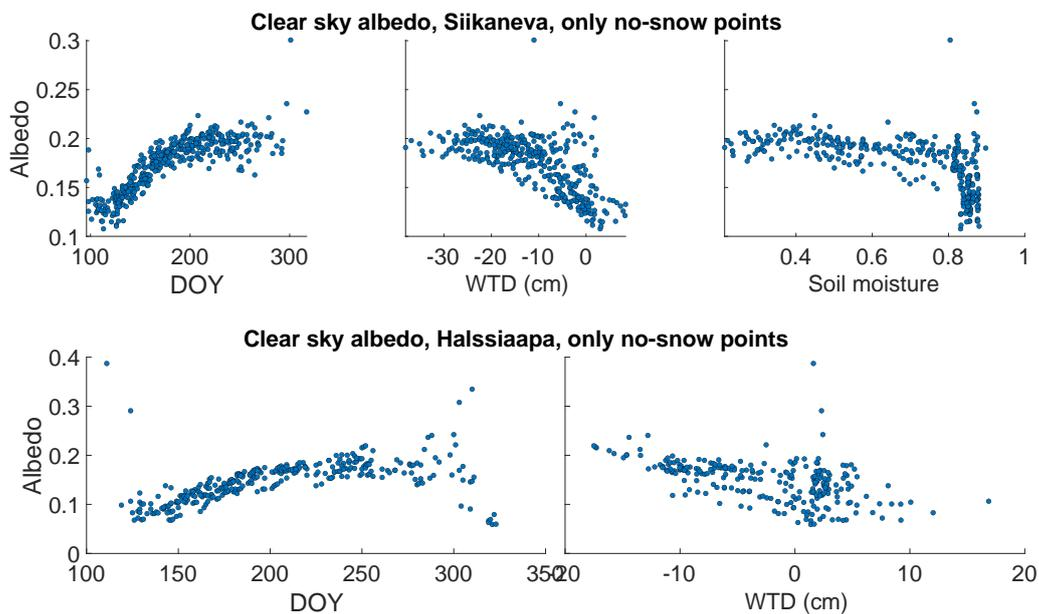 Clear sky albedo, Siikaneva, only no-snow points
Albedo
0.3
0.25
0.2
0.15
0.1
100 200 300
DOY
-30 -20 -10 0
WTD (cm)
0.4 0.6 0.8 1
Soil moisture
Clear sky albedo, Halssiaapa, only no-snow points
Albedo
0.4
0.3
0.2
0.1
0
100 150 200 250 300 350
DOY
-20 -10 0 10 20
WTD (cm)